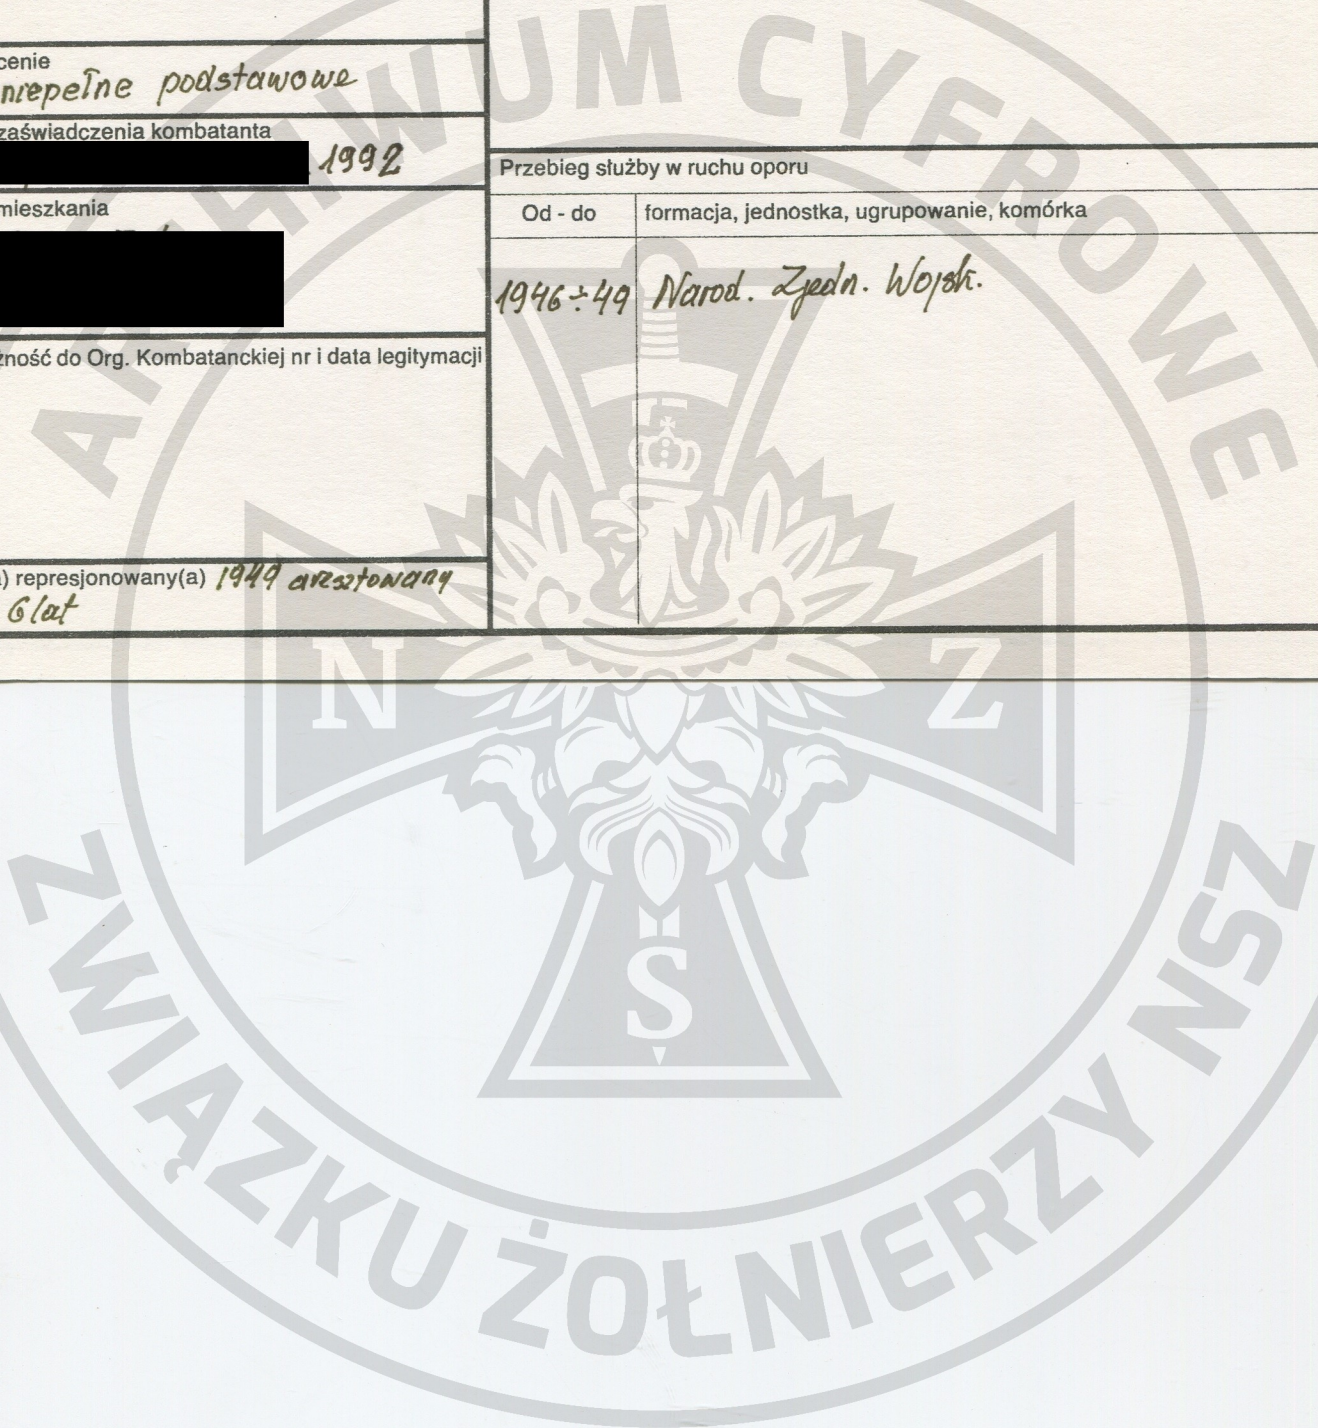 cenie
niepełne podstawowe
zaświadczenia kombatanta
1992
mieszkania
żność do Org. Kombatanckiej nr i data legitymacji
) represjonowany(a) 1949 aresztowany
6 lat
Przebieg służby w ruchu oporu
Od - do formacja, jednostka, ugrupowanie, komórka
1946÷49 Narod. Zjedn. Wojsk.
ARCHIWUM CYFROWE
ZWIĄZKU ŻOŁNIERZY NSZ
N Z
S